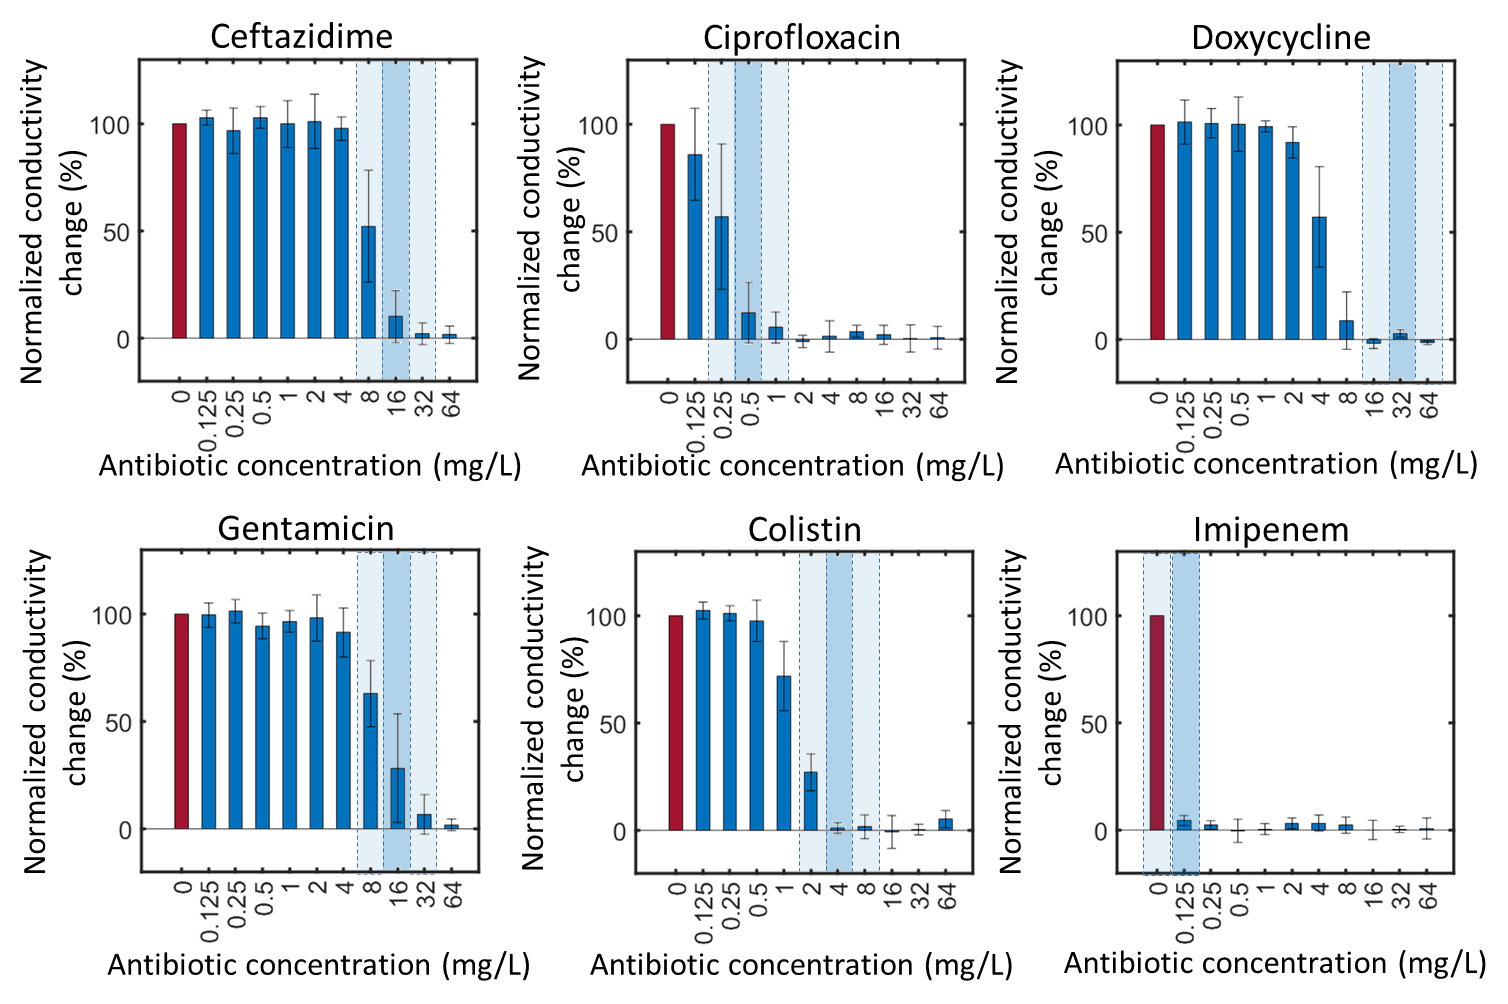 Ceftazidime
Normalized conductivity
change (%)
100
50
0
0 0.125 0.25 0.5 1 2 4 8 16 32 64
Antibiotic concentration (mg/L)
Ciprofloxacin
Normalized conductivity
change (%)
100
50
0
0 0.125 0.25 0.5 1 2 4 8 16 32 64
Antibiotic concentration (mg/L)
Doxycycline
Normalized conductivity
change (%)
100
50
0
0 0.125 0.25 0.5 1 2 4 8 16 32 64
Antibiotic concentration (mg/L)
Gentamicin
Normalized conductivity
change (%)
100
50
0
0 0.125 0.25 0.5 1 2 4 8 16 32 64
Antibiotic concentration (mg/L)
Colistin
Normalized conductivity
change (%)
100
50
0
0 0.125 0.25 0.5 1 2 4 8 16 32 64
Antibiotic concentration (mg/L)
Imipenem
Normalized conductivity
change (%)
100
50
0
0 0.125 0.25 0.5 1 2 4 8 16 32 64
Antibiotic concentration (mg/L)